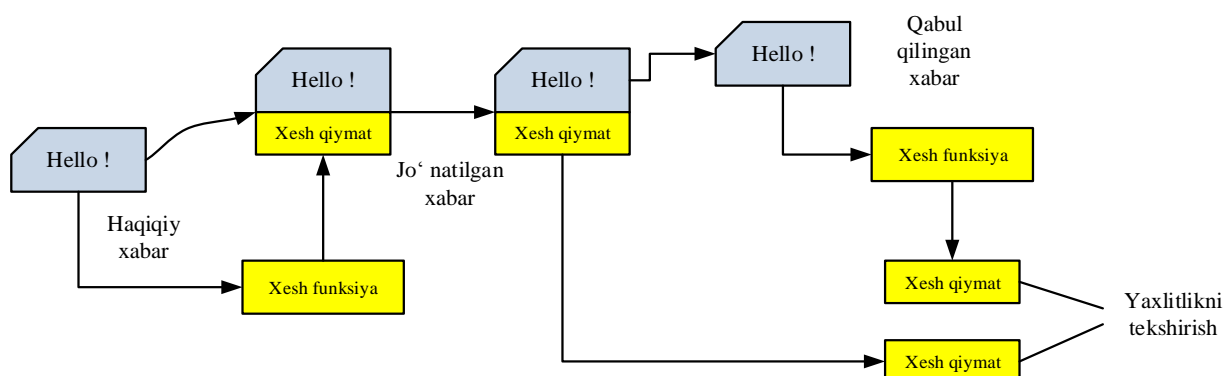 Hello !
Haqiqiy
xabar
Xesh funksiya
Hello !
Xesh qiymat
Jo‘ natilgan
xabar
Hello !
Xesh qiymat
Hello !
Qabul
qilingan
xabar
Xesh funksiya
Xesh qiymat
Xesh qiymat
Yaxlitlikni
tekshirish